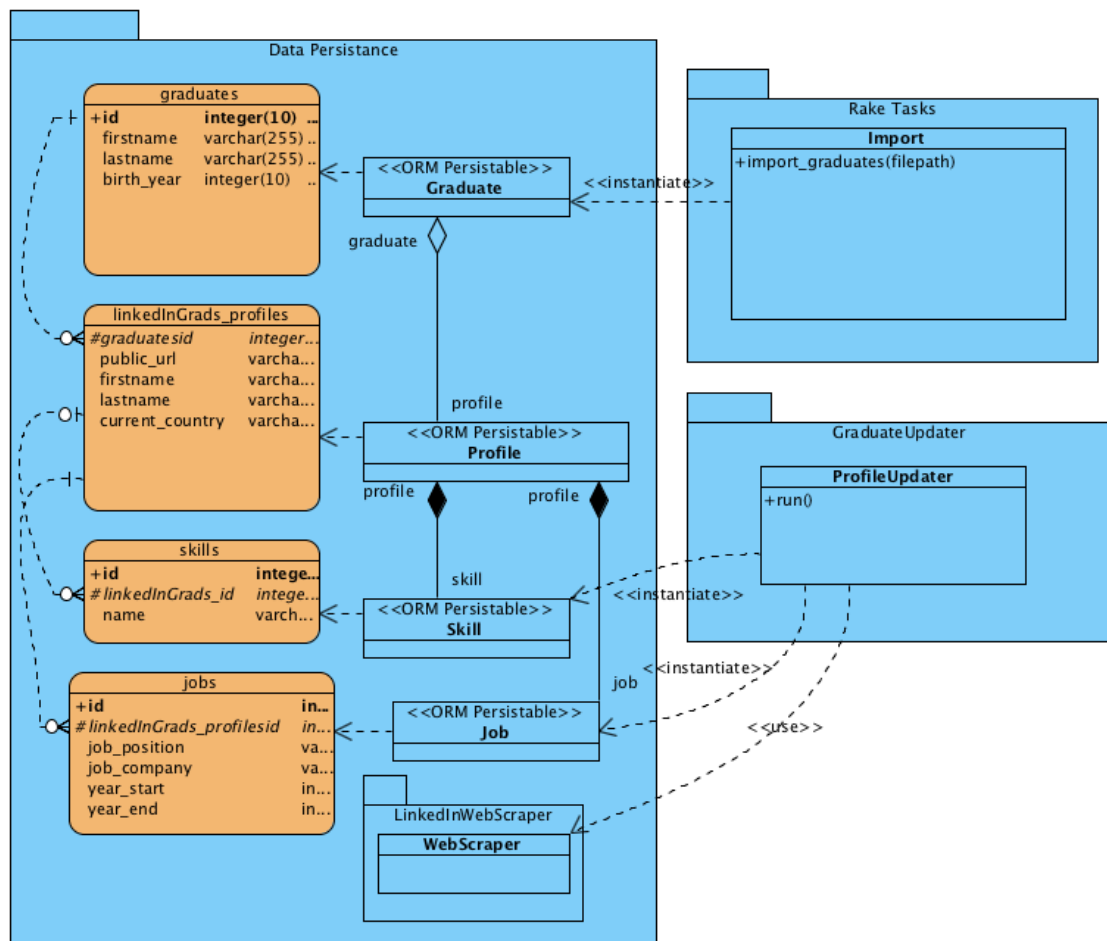 Data Persistance
graduates
+id integer(10) ...
firstname varchar(255) ..
lastname varchar(255) ..
birth_year integer(10) ..
linkedInGrads_profiles
#graduatesid integer...
public_url varcha...
firstname varcha...
lastname varcha...
current_country varcha...
skills
+id intege...
#linkedInGrads_id intege...
name varch...
jobs
+id in...
#linkedInGrads_profilesid in...
job_position va...
job_company va...
year_start in...
year_end in...
<<ORM Persistable>>
Graduate
graduate
profile
<<ORM Persistable>>
Profile
profile
profile
skill
<<ORM Persistable>>
Skill
job
<<ORM Persistable>>
Job
LinkedInWebScraper
WebScraper
<<instantiate>>
Rake Tasks
Import
+import_graduates(filepath)
GraduateUpdater
ProfileUpdater
+run()
<<instantiate>>
<<instantiate>>
<<use>>